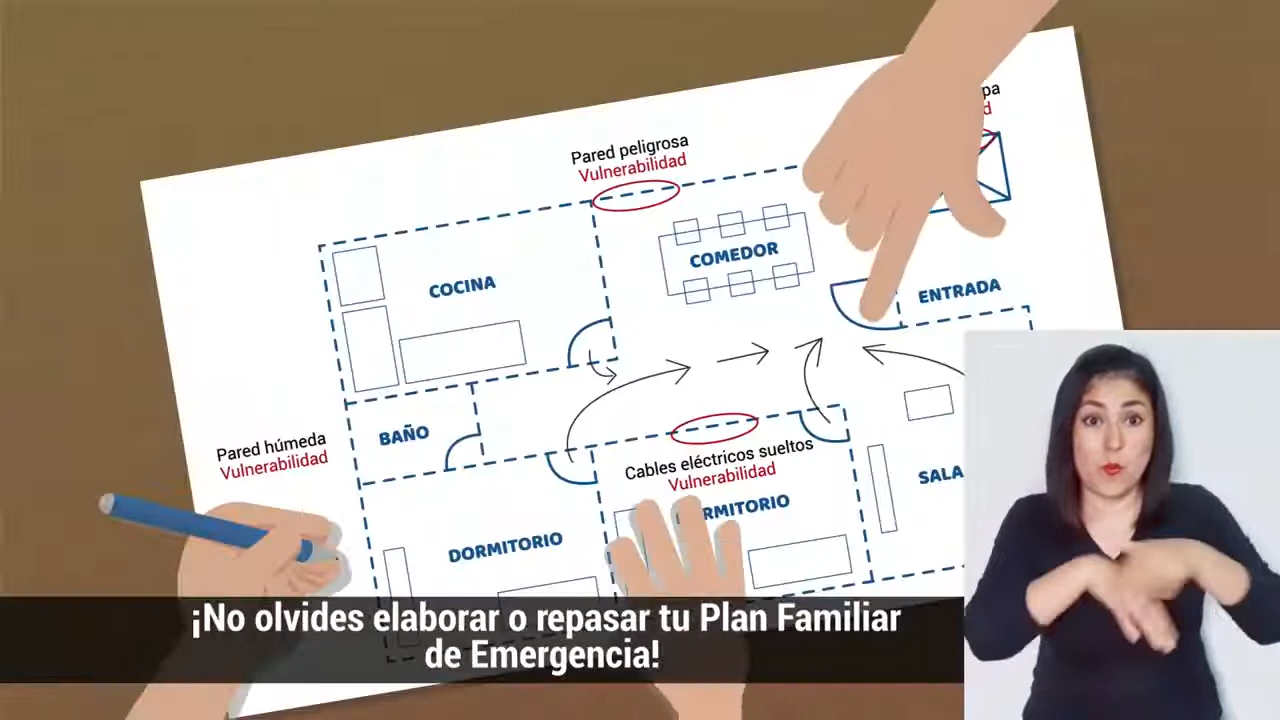 Pared peligrosa
Vulnerabilidad
COCINA
COMEDOR
ENTRADA
BAÑO
Pared húmeda
Vulnerabilidad
Cables eléctricos sueltos
Vulnerabilidad
SALA
DORMITORIO
¡No olvides elaborar o repasar tu Plan Familiar
de Emergencia!